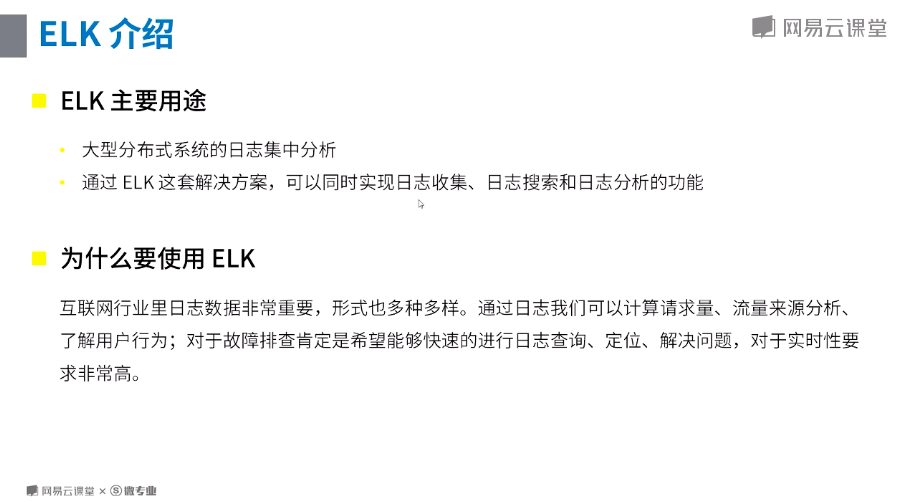 ELK 介绍
网易云课堂
ELK 主要用途
大型分布式系统的日志集中分析
通过 ELK 这套解决方案，可以同时实现日志收集、日志搜索和日志分析的功能
为什么要使用 ELK
互联网行业里日志数据非常重要，形式也多种多样。通过日志我们可以计算请求量、流量来源分析、
了解用户行为；对于故障排查肯定是希望能够快速的进行日志查询、定位、解决问题，对于实时性要
求非常高。
网易云课堂 × 微专业